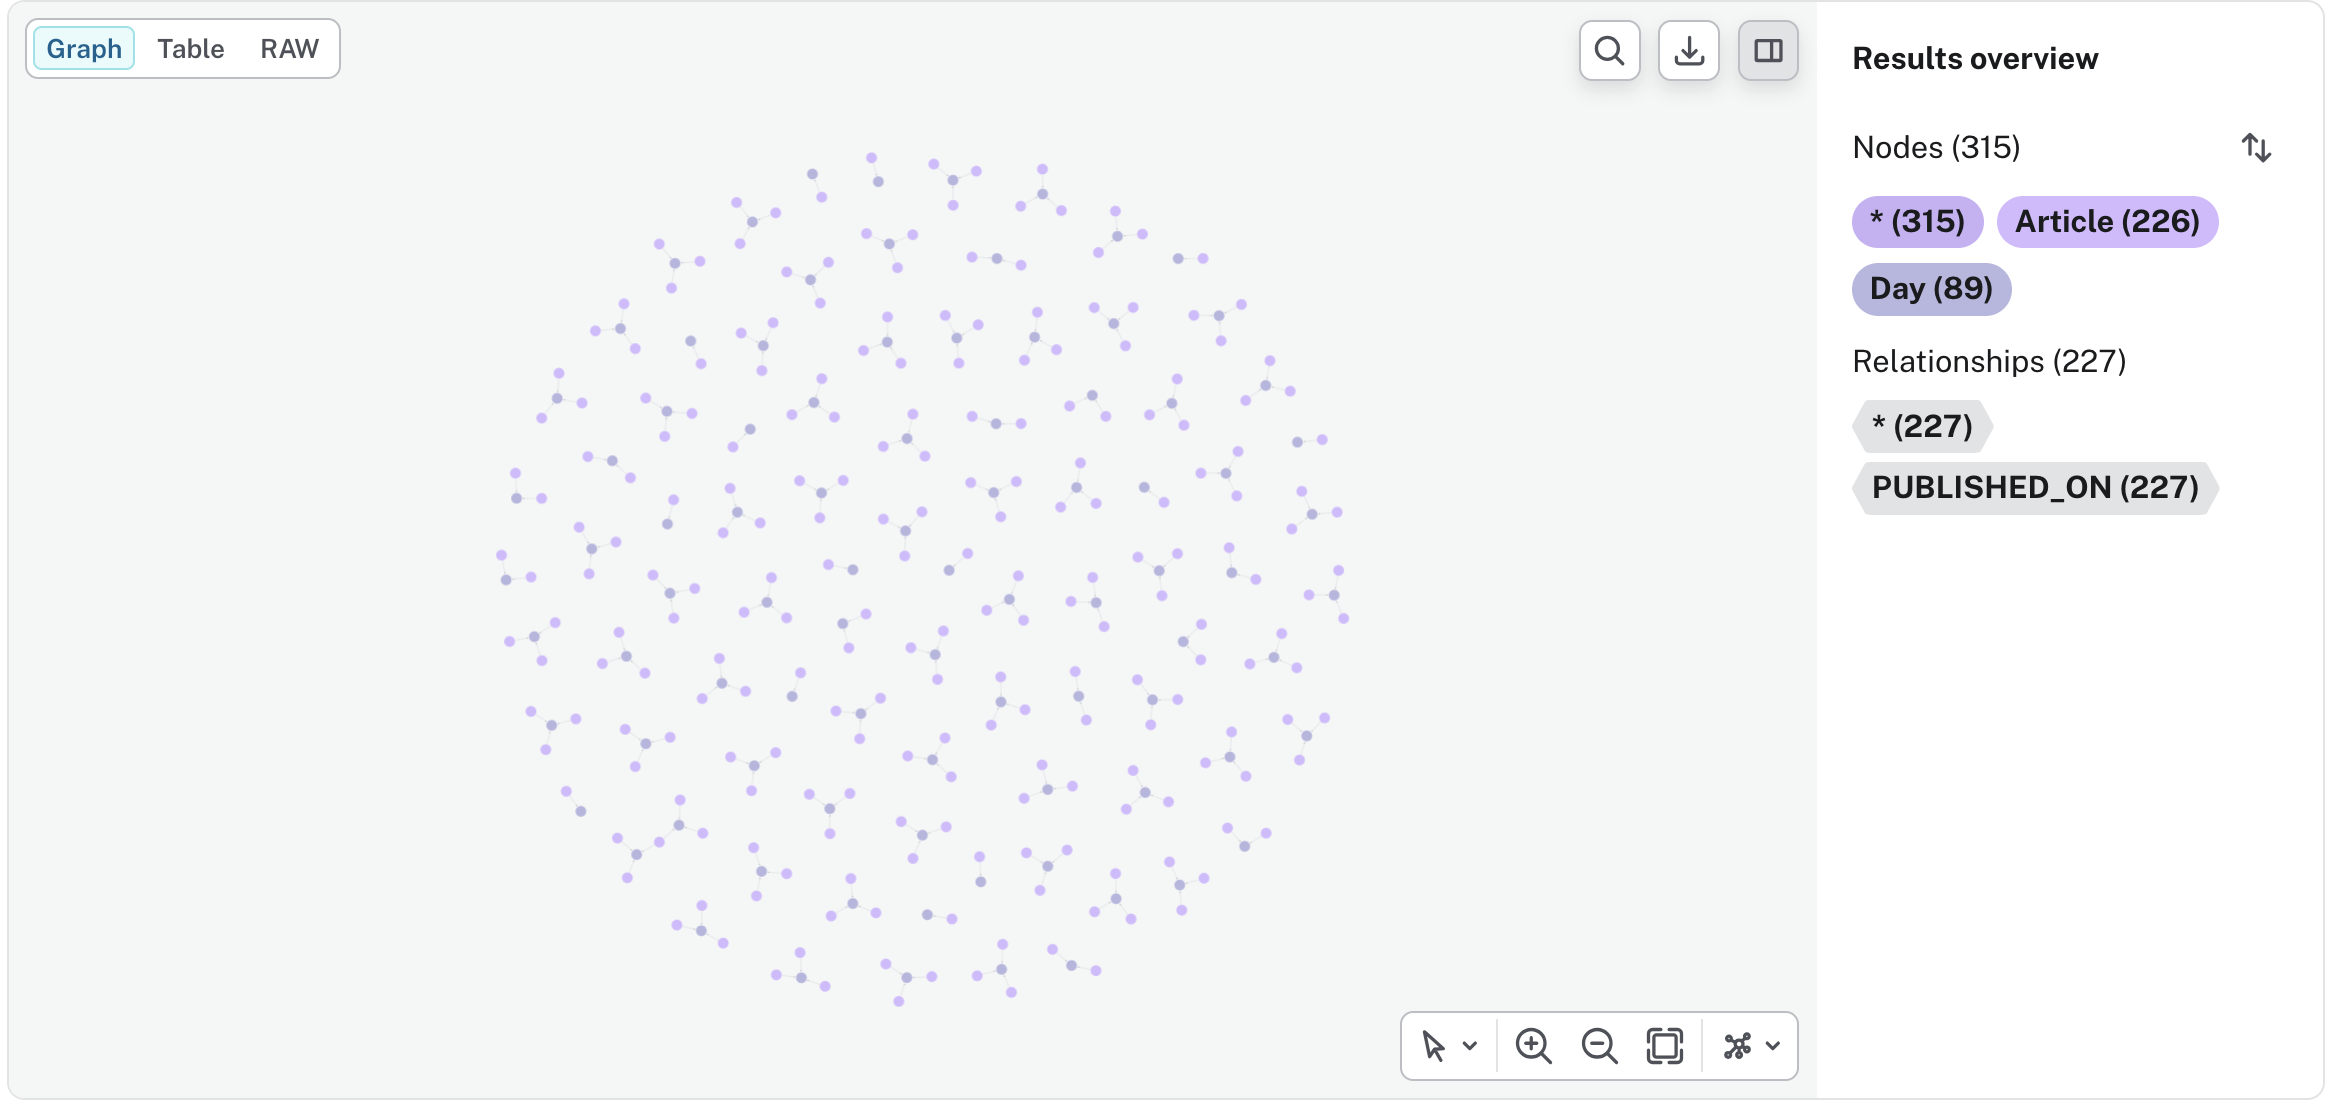 Graph Table RAW
Results overview
Nodes (315)
* (315) Article (226)
Day (89)
Relationships (227)
* (227)
PUBLISHED_ON (227)